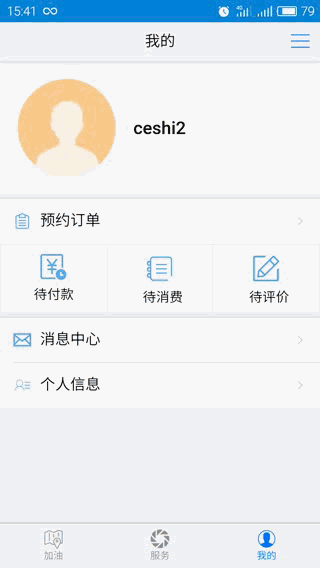 15:41 4G 79
我的
ceshi2
预约订单
待付款 待消费 待评价
消息中心
个人信息
加油 服务 我的